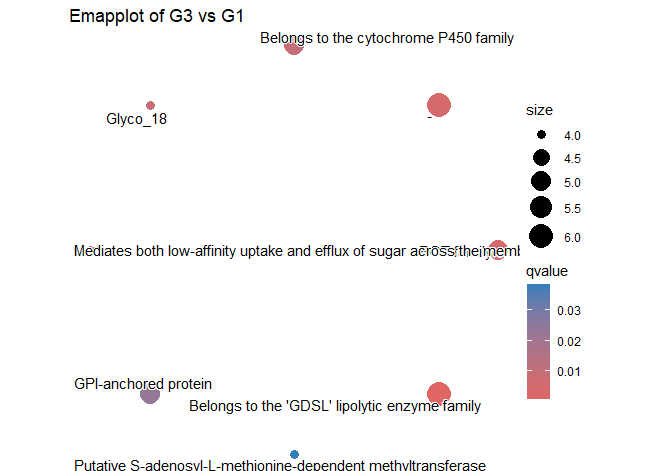 Emapplot of G3 vs G1
Belongs to the cytochrome P450 family
Glyco_18
-
Mediates both low-affinity uptake and efflux of sugar across the memb
GPI-anchored protein
Belongs to the 'GDSL' lipolytic enzyme family
Putative S-adenosyl-L-methionine-dependent methyltransferase
size
4.0
4.5
5.0
5.5
6.0
qvalue
0.03
0.02
0.01